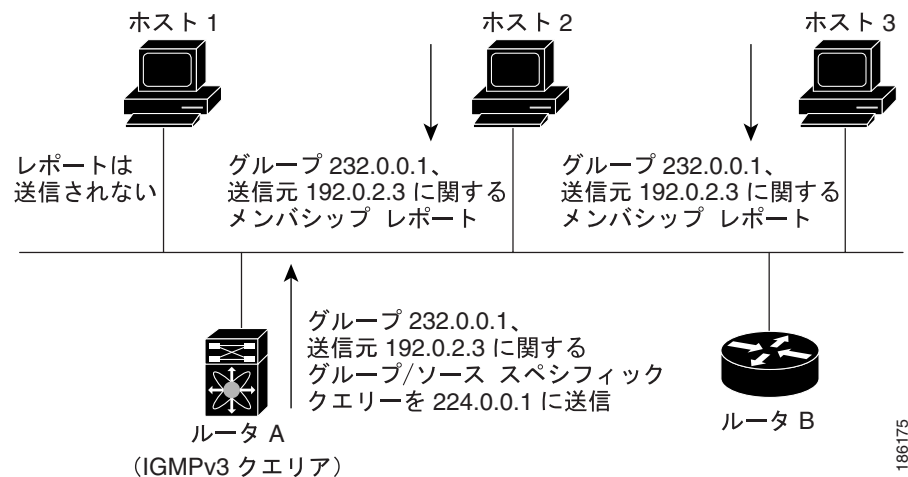 ホスト 1
ホスト 2
ホスト 3
レポートは
送信されない
グループ 232.0.0.1、
送信元 192.0.2.3 に関する
メンバシップ レポート
グループ 232.0.0.1、
送信元 192.0.2.3 に関する
メンバシップ レポート
グループ 232.0.0.1、
送信元 192.0.2.3 に関する
グループ/ソース スペシフィック
クエリーを 224.0.0.1 に送信
ルータ A
（IGMPv3 クエリア）
ルータ B
186175